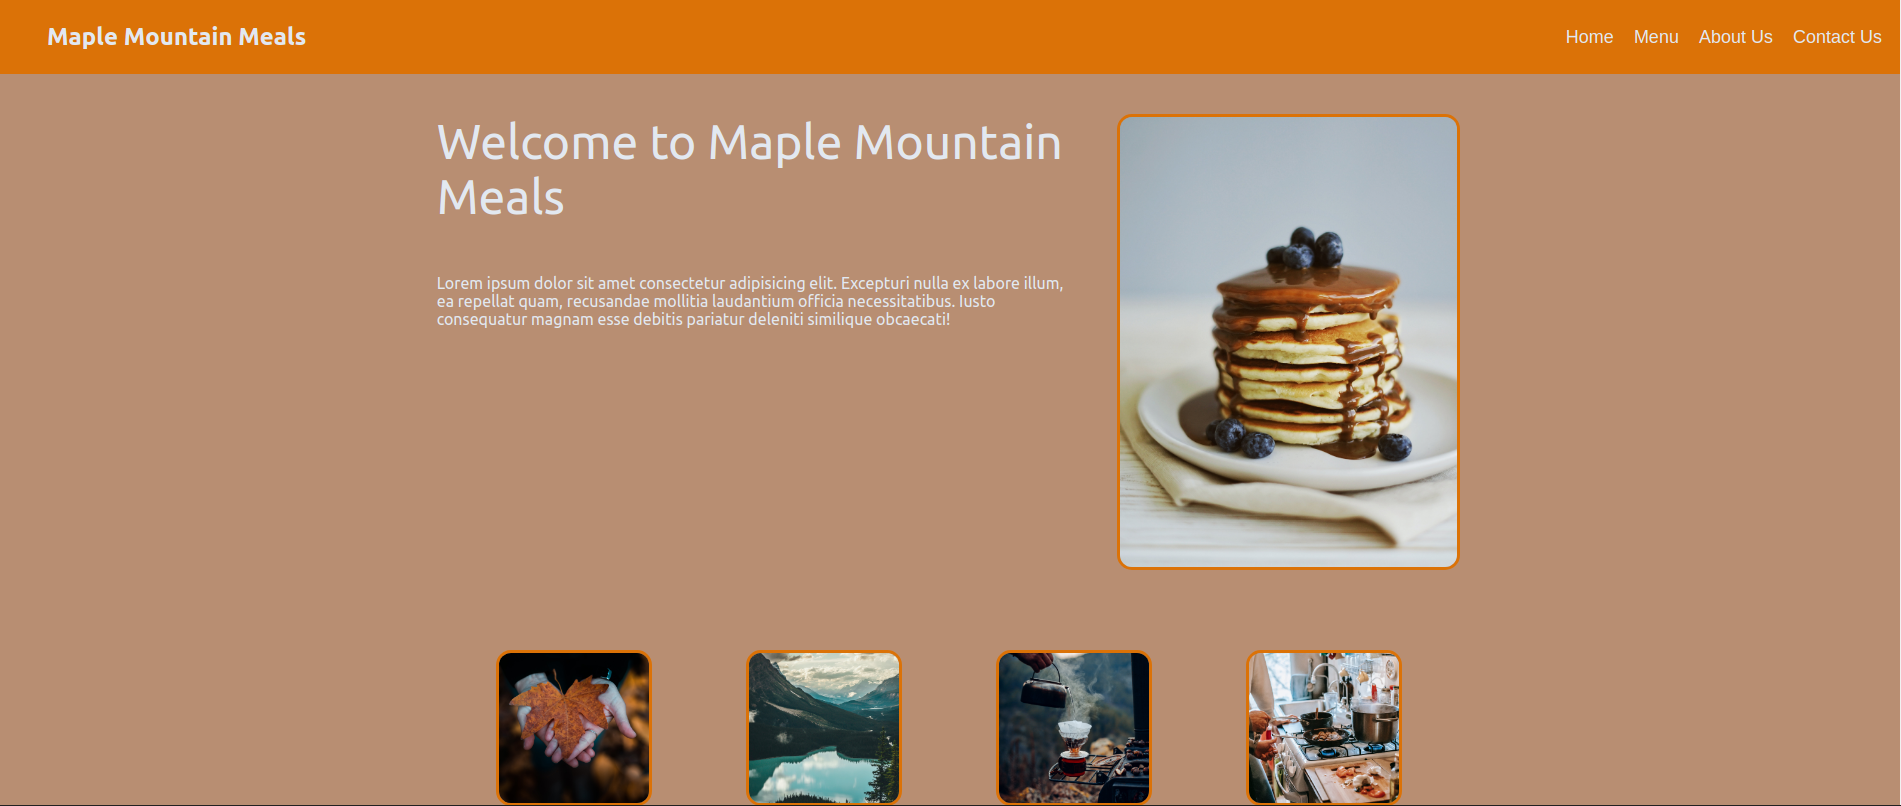 Maple Mountain Meals
Home Menu About Us Contact Us
Welcome to Maple Mountain
Meals
Lorem ipsum dolor sit amet consectetur adipisicing elit. Excepturi nulla ex labore illum,
ea repellat quam, recusandae mollitia laudantium officia necessitatibus. Iusto
consequatur magnam esse debitis pariatur deleniti similique obcaecati!